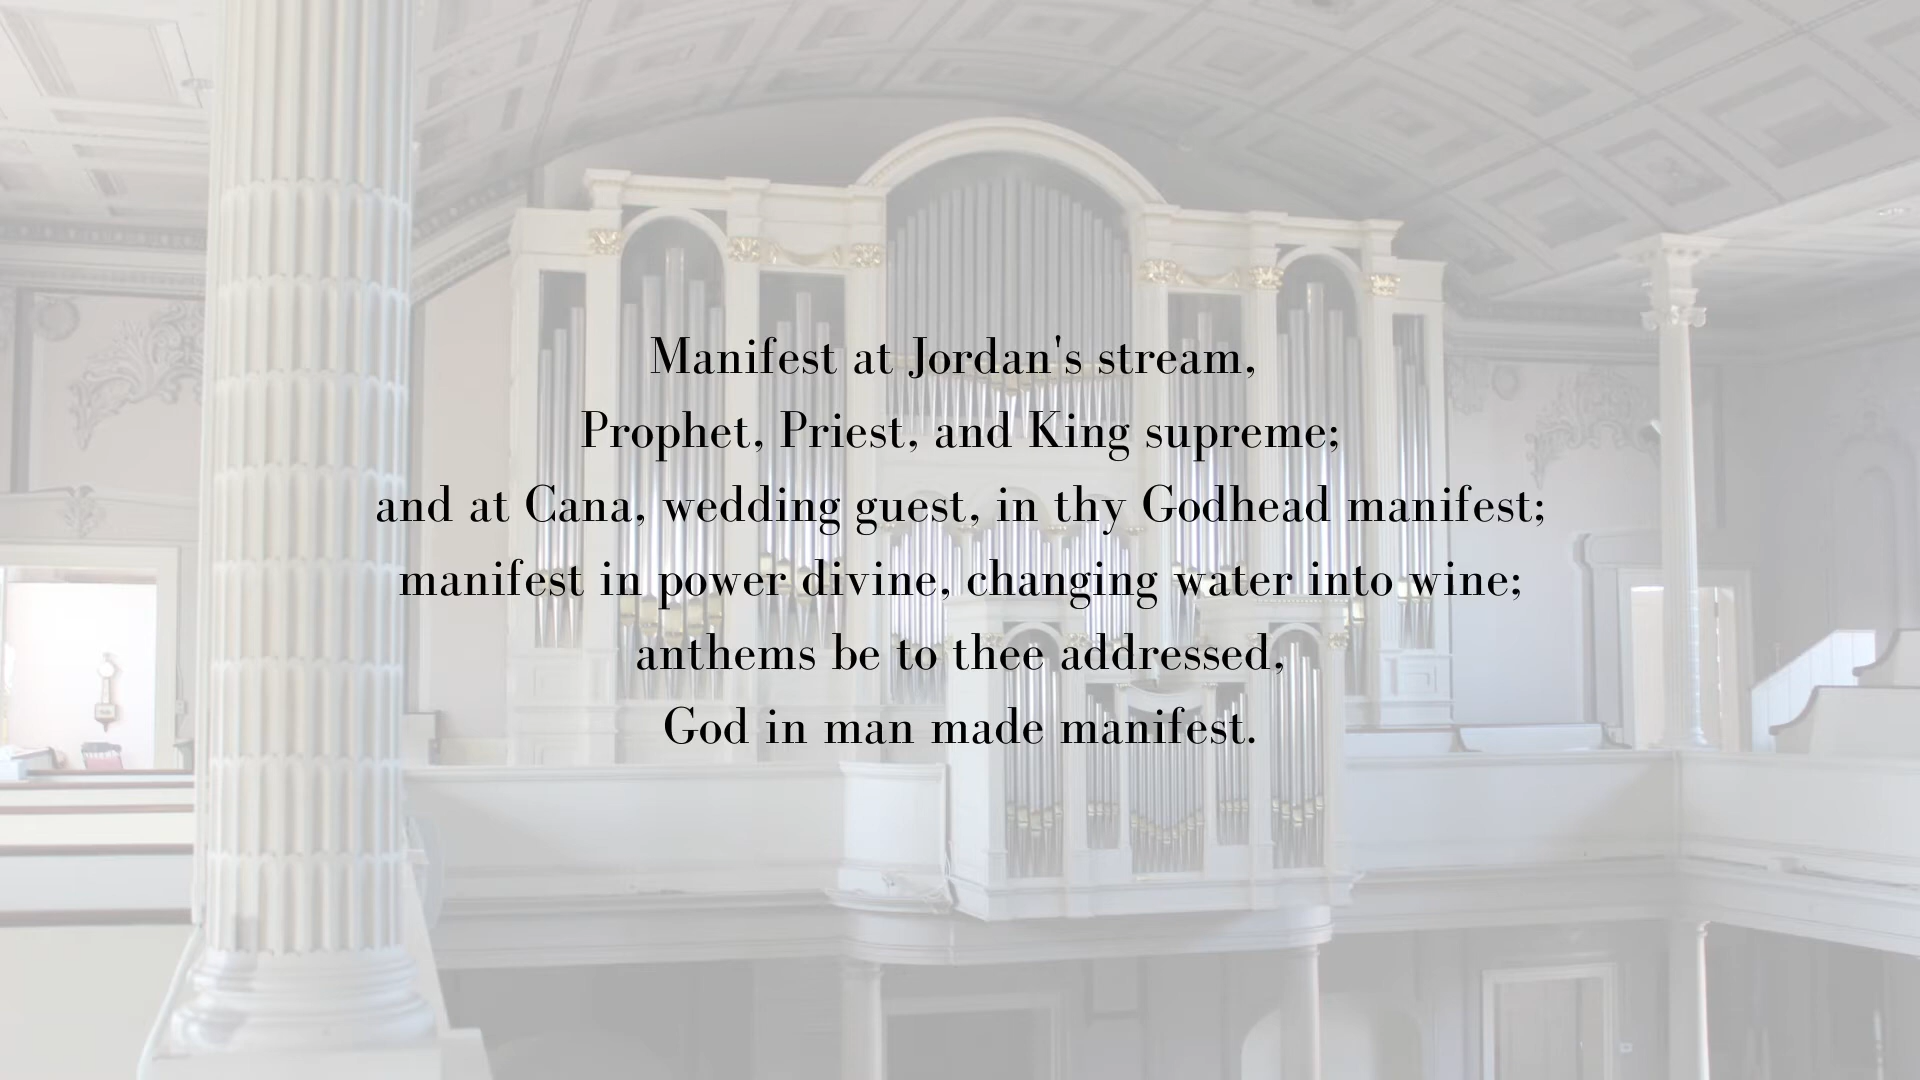 Manifest at Jordan's stream,
Prophet, Priest, and King supreme;
and at Cana, wedding guest, in thy Godhead manifest;
manifest in power divine, changing water into wine;
anthems be to thee addressed,
God in man made manifest.